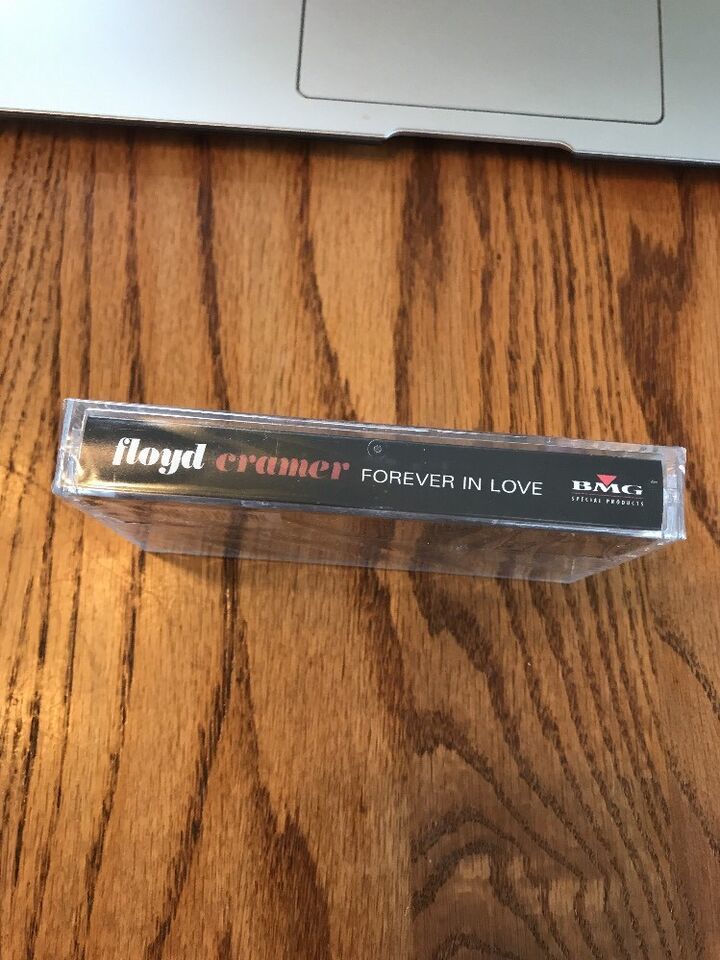 floyd cramer FOREVER IN LOVE
BMG
SPECIAL PRODUCTS